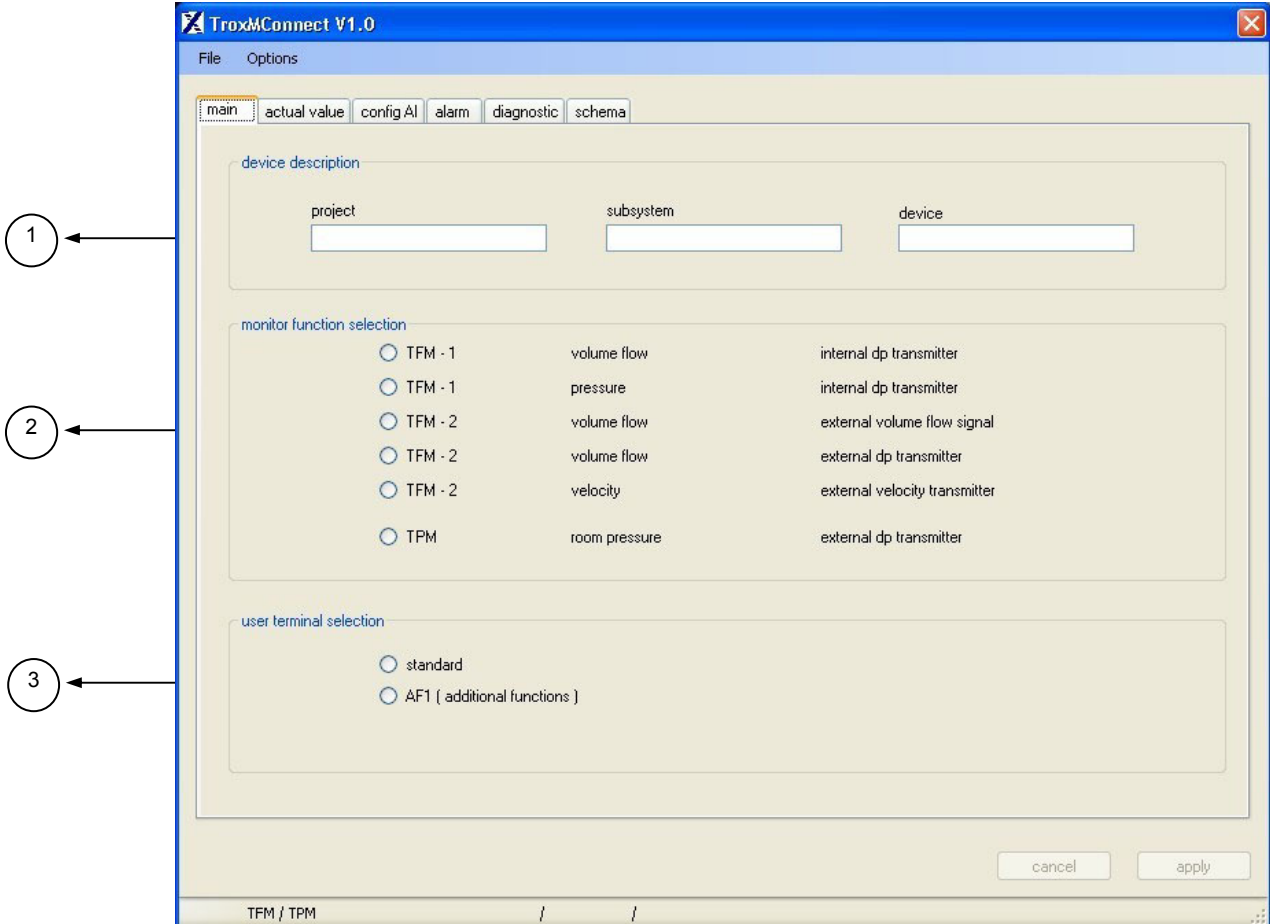 TroxMConnect V1.0
File Options
main actual value config AI alarm diagnostic schema
device description
project subsystem device
1
monitor function selection
TFM - 1 volume flow internal dp transmitter
TFM - 1 pressure internal dp transmitter
TFM - 2 volume flow external volume flow signal
2
TFM - 2 volume flow external dp transmitter
TFM - 2 velocity external velocity transmitter
TPM room pressure external dp transmitter
user terminal selection
standard
3
AF1 ( additional functions )
cancel apply
TFM / TPM / /